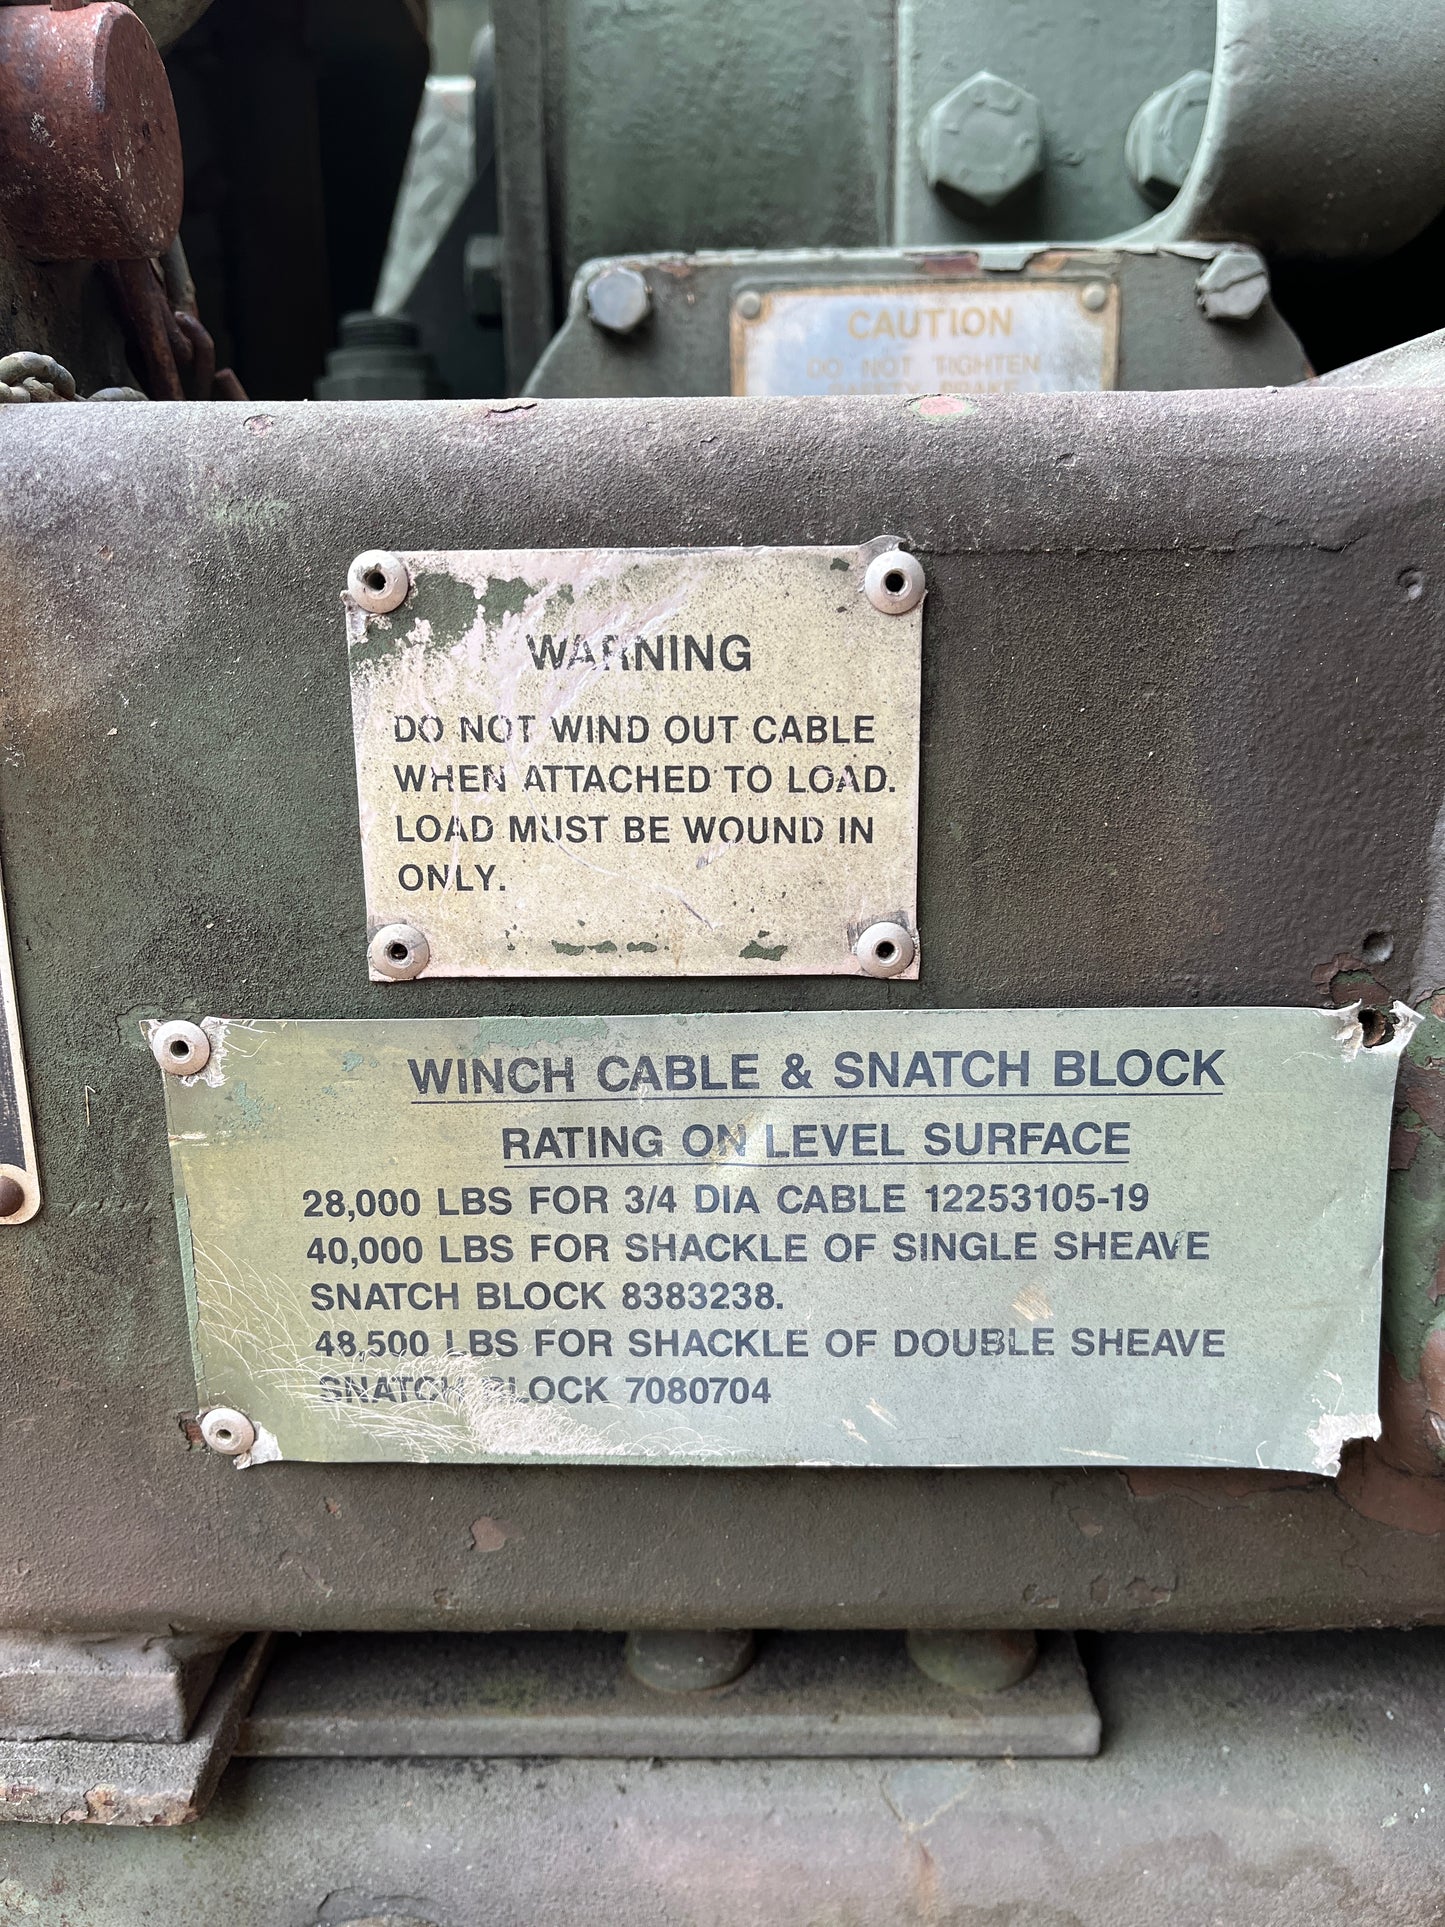 CAUTION
DO NOT TIGHTEN
SAFETY BRAKE
WARNING
DO NOT WIND OUT CABLE
WHEN ATTACHED TO LOAD.
LOAD MUST BE WOUND IN
ONLY.
WINCH CABLE & SNATCH BLOCK
RATING ON LEVEL SURFACE
28,000 LBS FOR 3/4 DIA CABLE 12253105-19
40,000 LBS FOR SHACKLE OF SINGLE SHEAVE
SNATCH BLOCK 8383238.
48,500 LBS FOR SHACKLE OF DOUBLE SHEAVE
SNATCH BLOCK 7080704